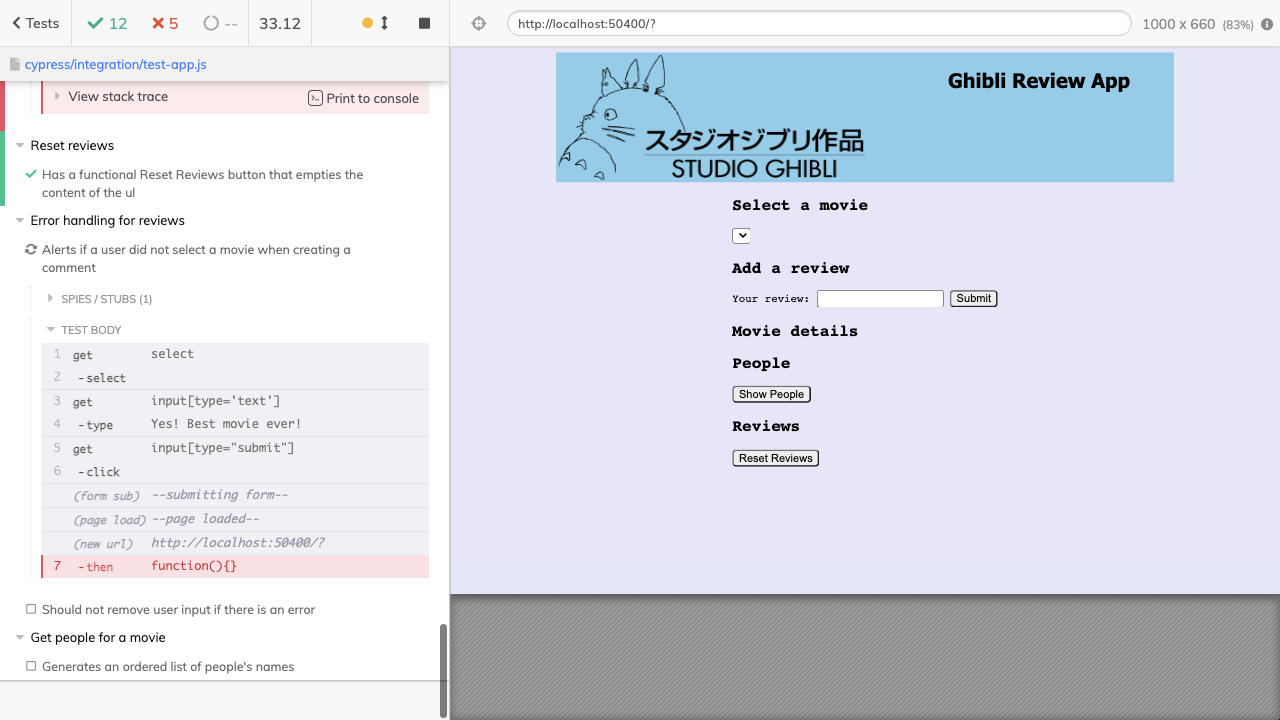 Tests
12
5
--
33.12
http://localhost:50400/?
1000 x 660 (83%)
cypress/integration/test-app.js
View stack trace
Print to console
Reset reviews
Has a functional Reset Reviews button that empties the
content of the ul
Error handling for reviews
Alerts if a user did not select a movie when creating a
comment
SPIES / STUBS (1)
TEST BODY
1 get select
2 -select
3 get input[type='text']
4 -type Yes! Best movie ever!
5 get input[type="submit"]
6 -click
(form sub) --submitting form--
(page load) --page loaded--
(new url) http://localhost:50400/?
7 -then function(){}
Should not remove user input if there is an error
Get people for a movie
Generates an ordered list of people's names
Ghibli Review App
スタジオジブリ作品
STUDIO GHIBLI
Select a movie
Add a review
Your review: Submit
Movie details
People
Show People
Reviews
Reset Reviews